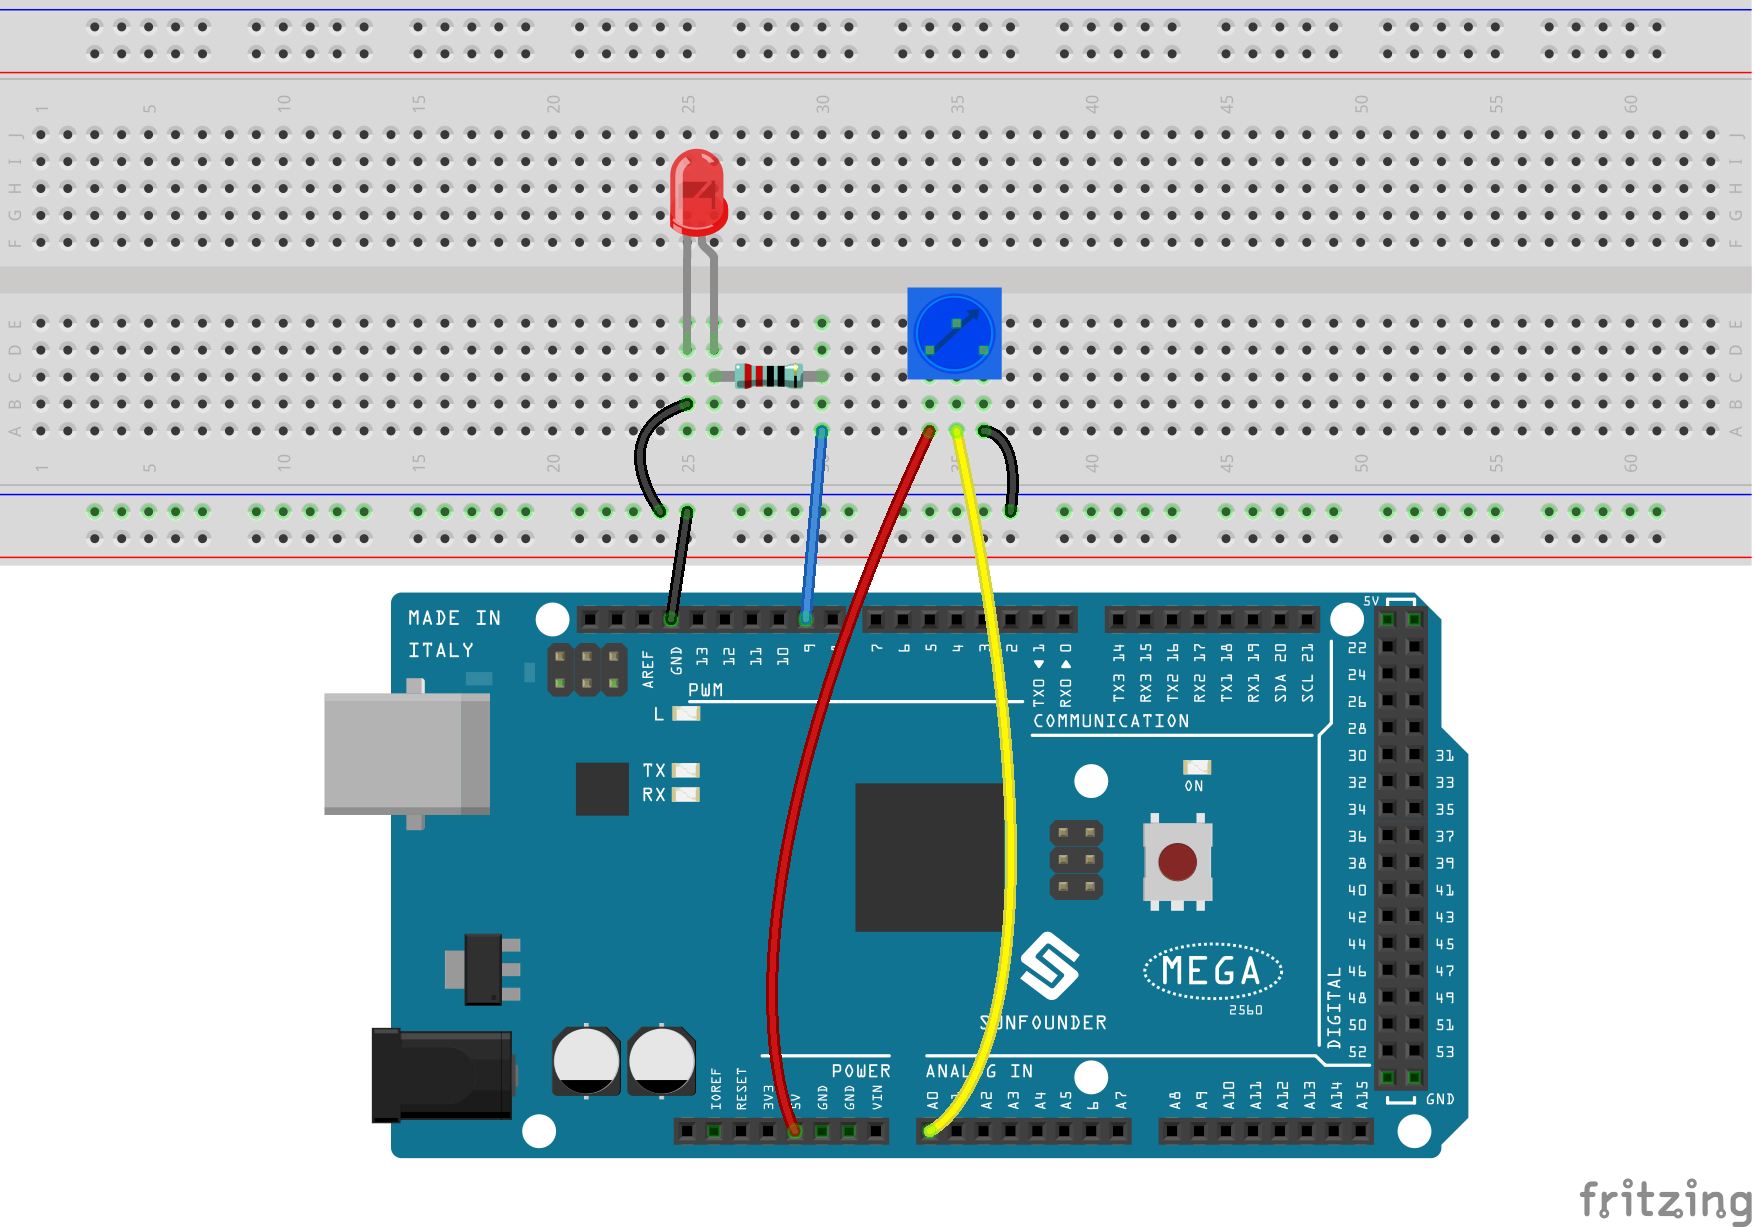 1 5 10 15 20 25 30 35 40 45 50 55 60
J J
I I
H H
G G
F F
E E
D D
C C
B B
A A
1 5 10 15 20 25 35 40 45 50 55 60
MADE IN
ITALY
AREF GND 13 12 11 10 9 7 6 5 4 3 2 TX0 1 RX0 0
TX3 14 RX3 15 TX2 16 RX2 17 TX1 18 RX1 19 SDA 20 SCL 21
PWM
COMMUNICATION
L
TX
RX
ON
5V
22
24
26
28
30 31
32 33
34 35
36 37
38 39
40 41
42 43
44 45
46 47
48 49
50 51
52 53
GND
DIGITAL
MEGA
2560
SUNFOUNDER
POWER
ANALOG IN
IOREF RESET 3V3 5V GND GND VIN
A0 A2 A3 A4 A5 6 A7
A8 A9 A10 A11 A12 A13 A14 A15
fritzing